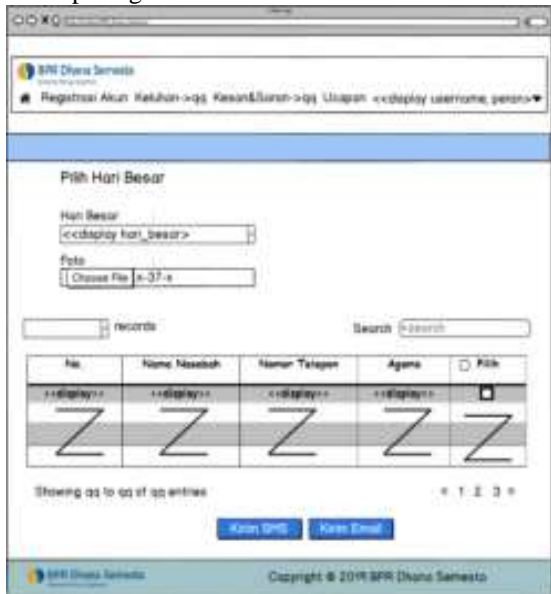 BPR Dhana Semesta
Registrasi Akun Keluhan->qq Kesan&Saran->qq Ucapan <<display username, peran>>
Pilih Hari Besar
Hari Besar
<<display hari_besar>
Foto
Choose File x-37-x
records Search search
No. Nama Nasabah Nomor Telepon Agama Pilih
<<display>> <<display>> <<display>> <<display>>
Showing qq to qq of qq entries < 1 2 3 >
Kirim SMS Kirim Email
BPR Dhana Semesta Copyright © 2019 BPR Dhana Semesta